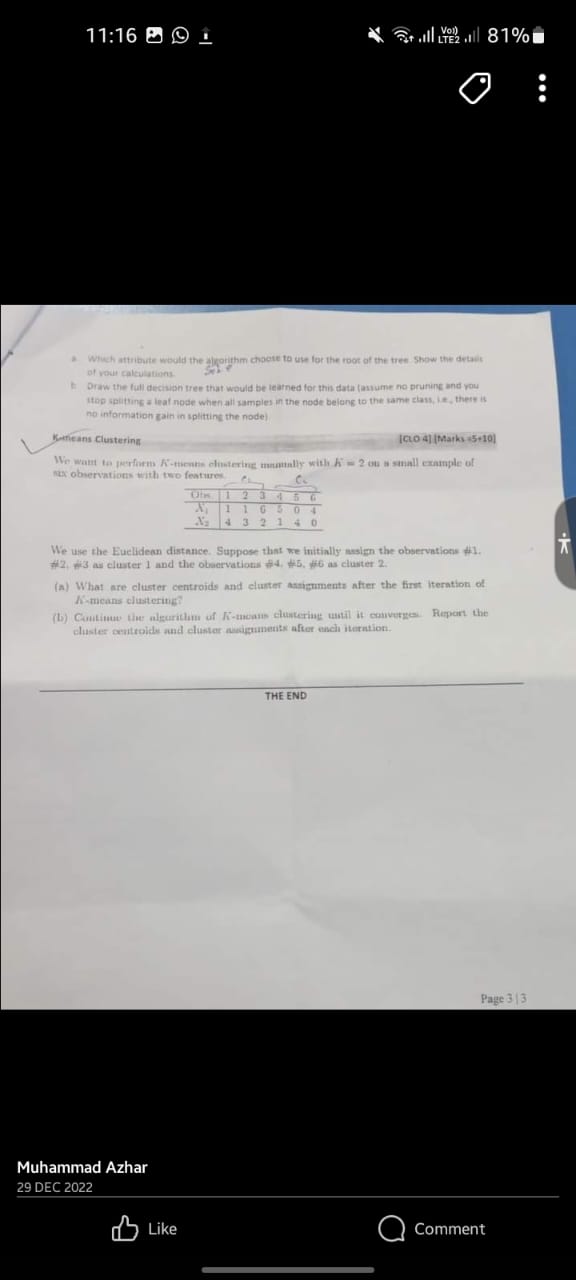 11:16
Vo)) LTE2 81%
a Which attribute would the algorithm choose to use for the root of the tree. Show the details
of your calculations.
b Draw the full decision tree that would be learned for this data (assume no pruning and you
stop splitting a leaf node when all samples in the node belong to the same class, i.e., there is
no information gain in splitting the node)
K-means Clustering [CLO 4] [Marks =5+10]
We want to perform K-means clustering manually with K = 2 on a small example of
six observations with two features.
Obs. 1 2 3 4 5 6
X₁ 1 1 6 5 0 4
X₂ 4 3 2 1 4 0
We use the Euclidean distance. Suppose that we initially assign the observations #1,
#2, #3 as cluster 1 and the observations #4, #5, #6 as cluster 2.
(a) What are cluster centroids and cluster assignments after the first iteration of
K-means clustering?
(b) Continue the algorithm of K-means clustering until it converges. Report the
cluster centroids and cluster assignments after each iteration.
THE END
Page 3 | 3
Muhammad Azhar
29 DEC 2022
Like Comment